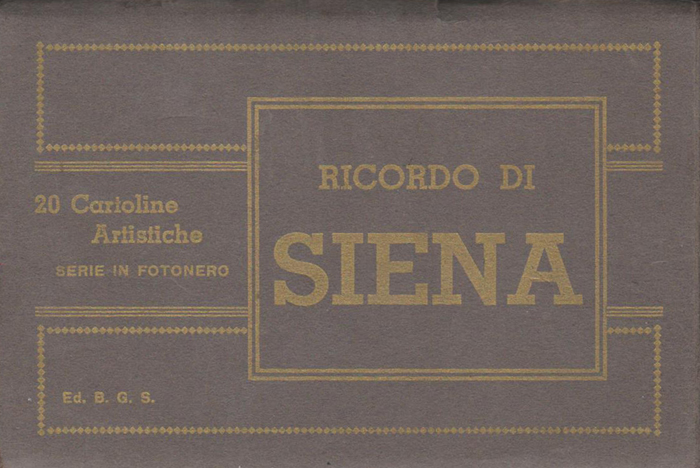 RICORDO DI
SIENA
20 Cartoline
Artistiche
SERIE IN FOTONERO
Ed. B. G. S.